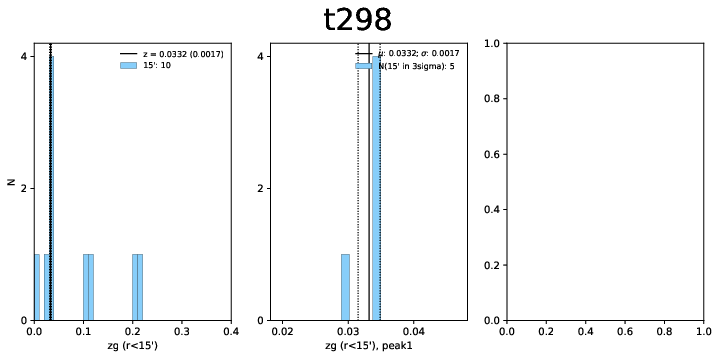 t298
z = 0.0332 (0.0017)
15': 10
N
4
2
0
0.0 0.1 0.2 0.3 0.4
zg (r<15')
μ: 0.0332; σ: 0.0017
N(15' in 3sigma): 5
4
2
0
0.02 0.03 0.04
zg (r<15'), peak1
1.0
0.8
0.6
0.4
0.2
0.0
0.0 0.2 0.4 0.6 0.8 1.0